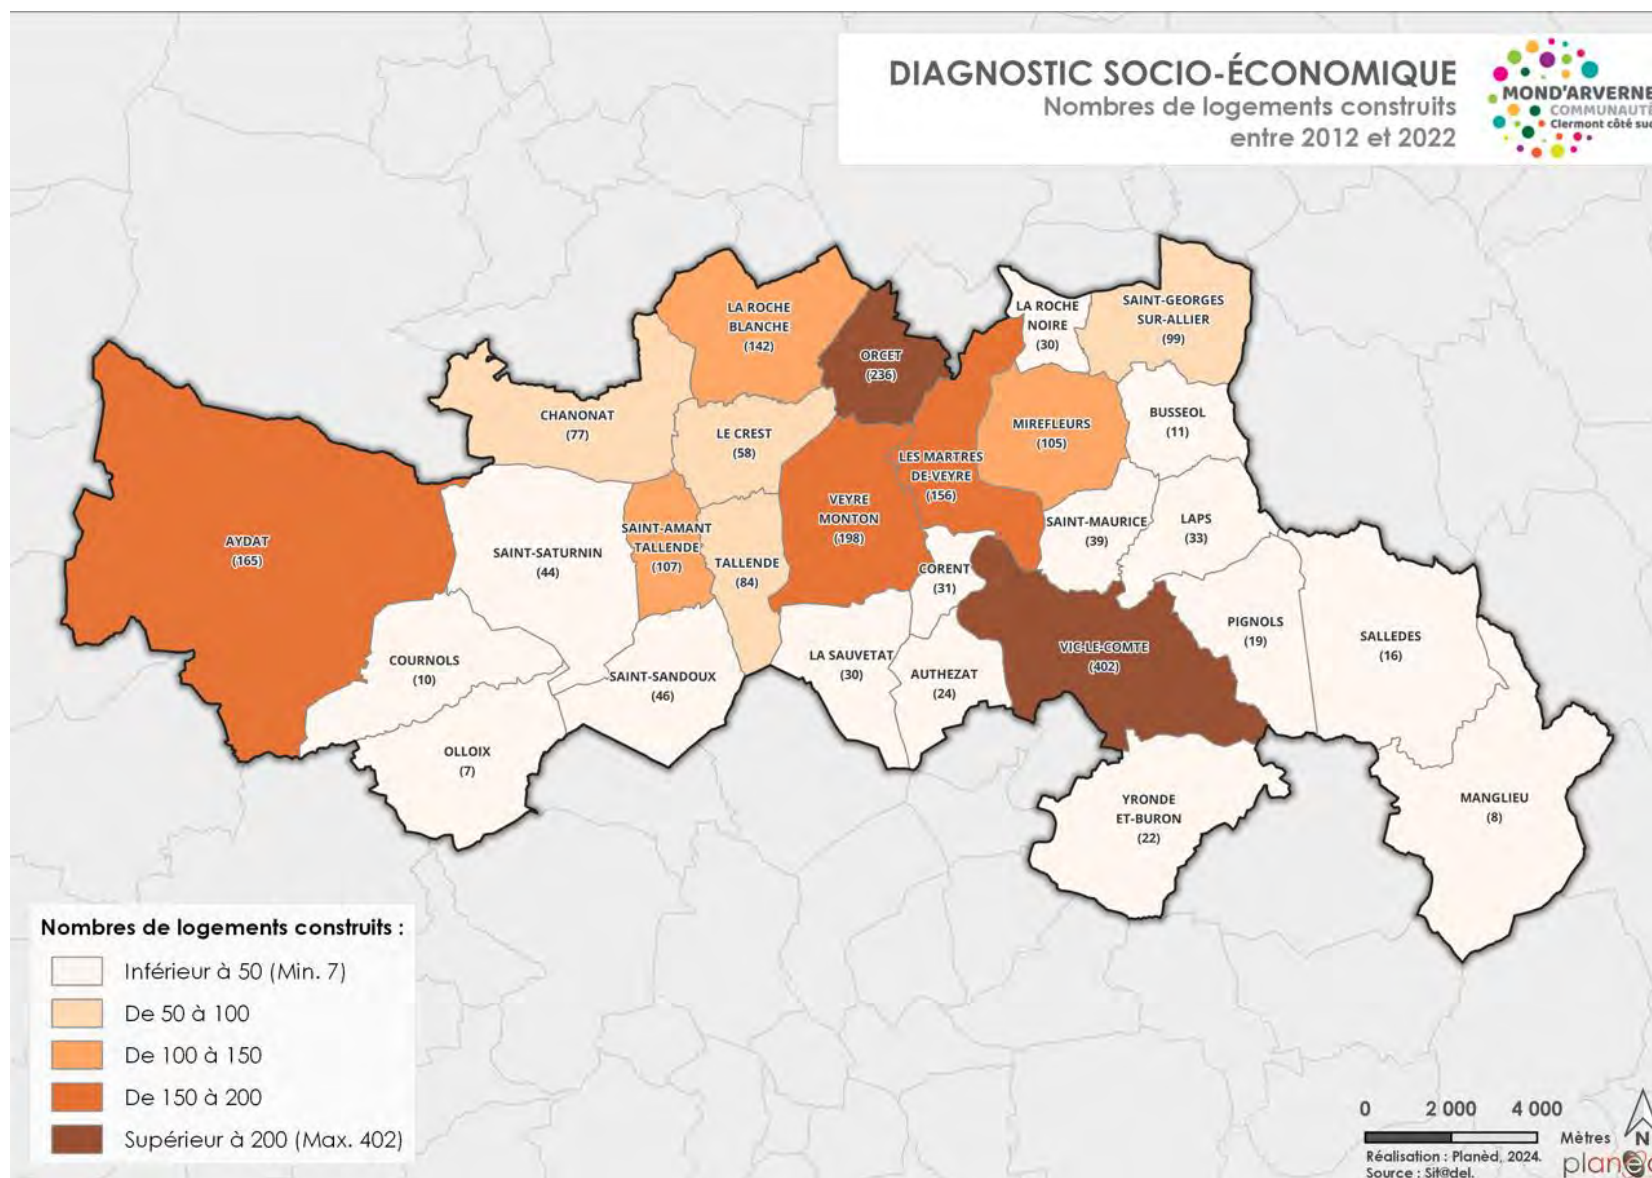 DIAGNOSTIC SOCIO-ÉCONOMIQUE
Nombres de logements construits
entre 2012 et 2022
MOND'ARVERNE
COMMUNAUTÉ
Clermont côté sud
LA ROCHE
BLANCHE
(142)
ORCET
(236)
LA ROCHE
NOIRE
(30)
SAINT-GEORGES
SUR-ALLIER
(99)
CHANONAT
(77)
LE CREST
(58)
MIREFLEURS
(105)
BUSSEOL
(11)
LES MARTRES
DE-VEYRE
(156)
VEYRE
MONTON
(198)
AYDAT
(165)
SAINT-SATURNIN
(44)
SAINT-AMANT
TALLENDE
(107)
TALLENDE
(84)
CORENT
(31)
SAINT-MAURICE
(39)
LAPS
(33)
COURNOLS
(10)
SAINT-SANDOUX
(46)
LA SAUVETAT
(30)
AUTHEZAT
(24)
VIC-LE-COMTE
(402)
PIGNOLS
(19)
SALLEDES
(16)
OLLOIX
(7)
YRONDE
ET-BURON
(22)
MANGLIEU
(8)
Nombres de logements construits :
Inférieur à 50 (Min. 7)
De 50 à 100
De 100 à 150
De 150 à 200
Supérieur à 200 (Max. 402)
0 2 000 4 000
Mètres
N
Réalisation : Planèd, 2024.
Source : Sit@del.
planèd